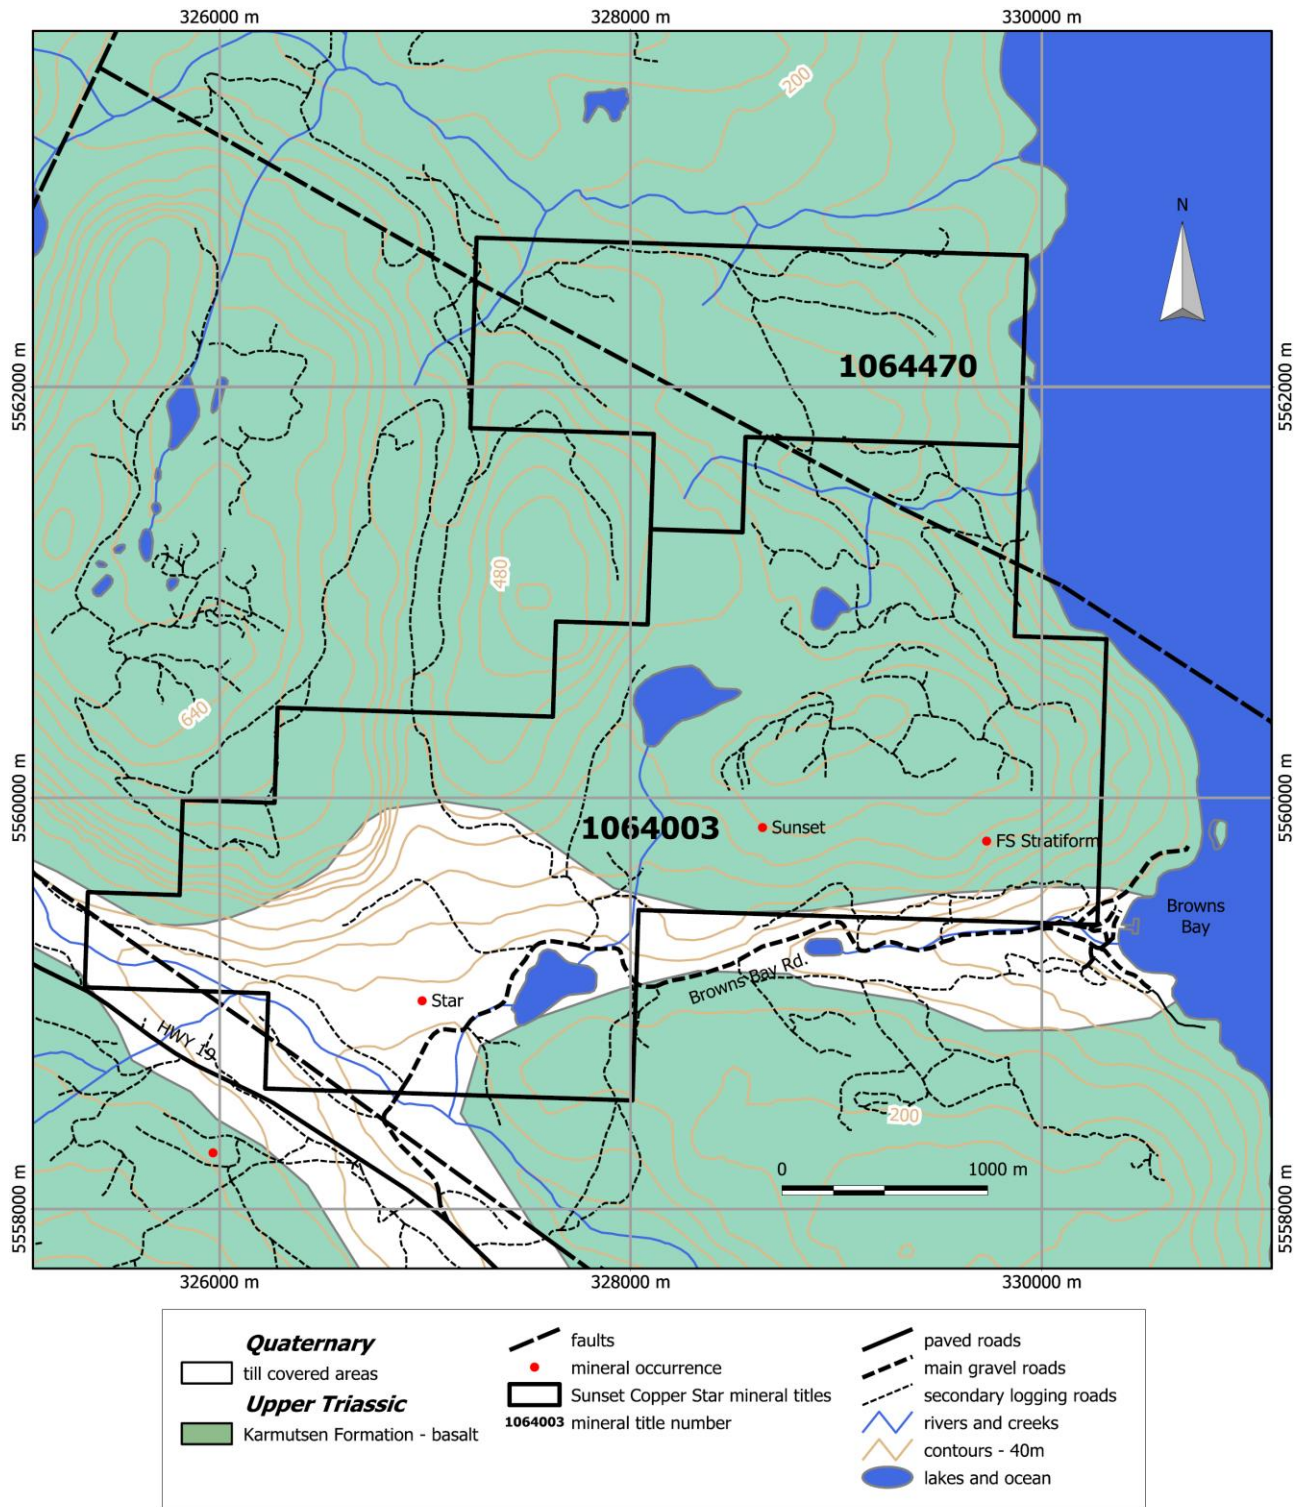 326000 m 328000 m 330000 m
200
N
5562000 m
1064470
5562000 m
480
640
5560000 m
1064003
Sunset
FS Stratiform
5560000 m
Browns
Bay
Star
Browns Bay Rd.
HWY 19
200
0 1000 m
5558000 m
5558000 m
326000 m 328000 m 330000 m
Quaternary
till covered areas
Upper Triassic
Karmutsen Formation - basalt
faults
mineral occurrence
Sunset Copper Star mineral titles
1064003 mineral title number
paved roads
main gravel roads
secondary logging roads
rivers and creeks
contours - 40m
lakes and ocean